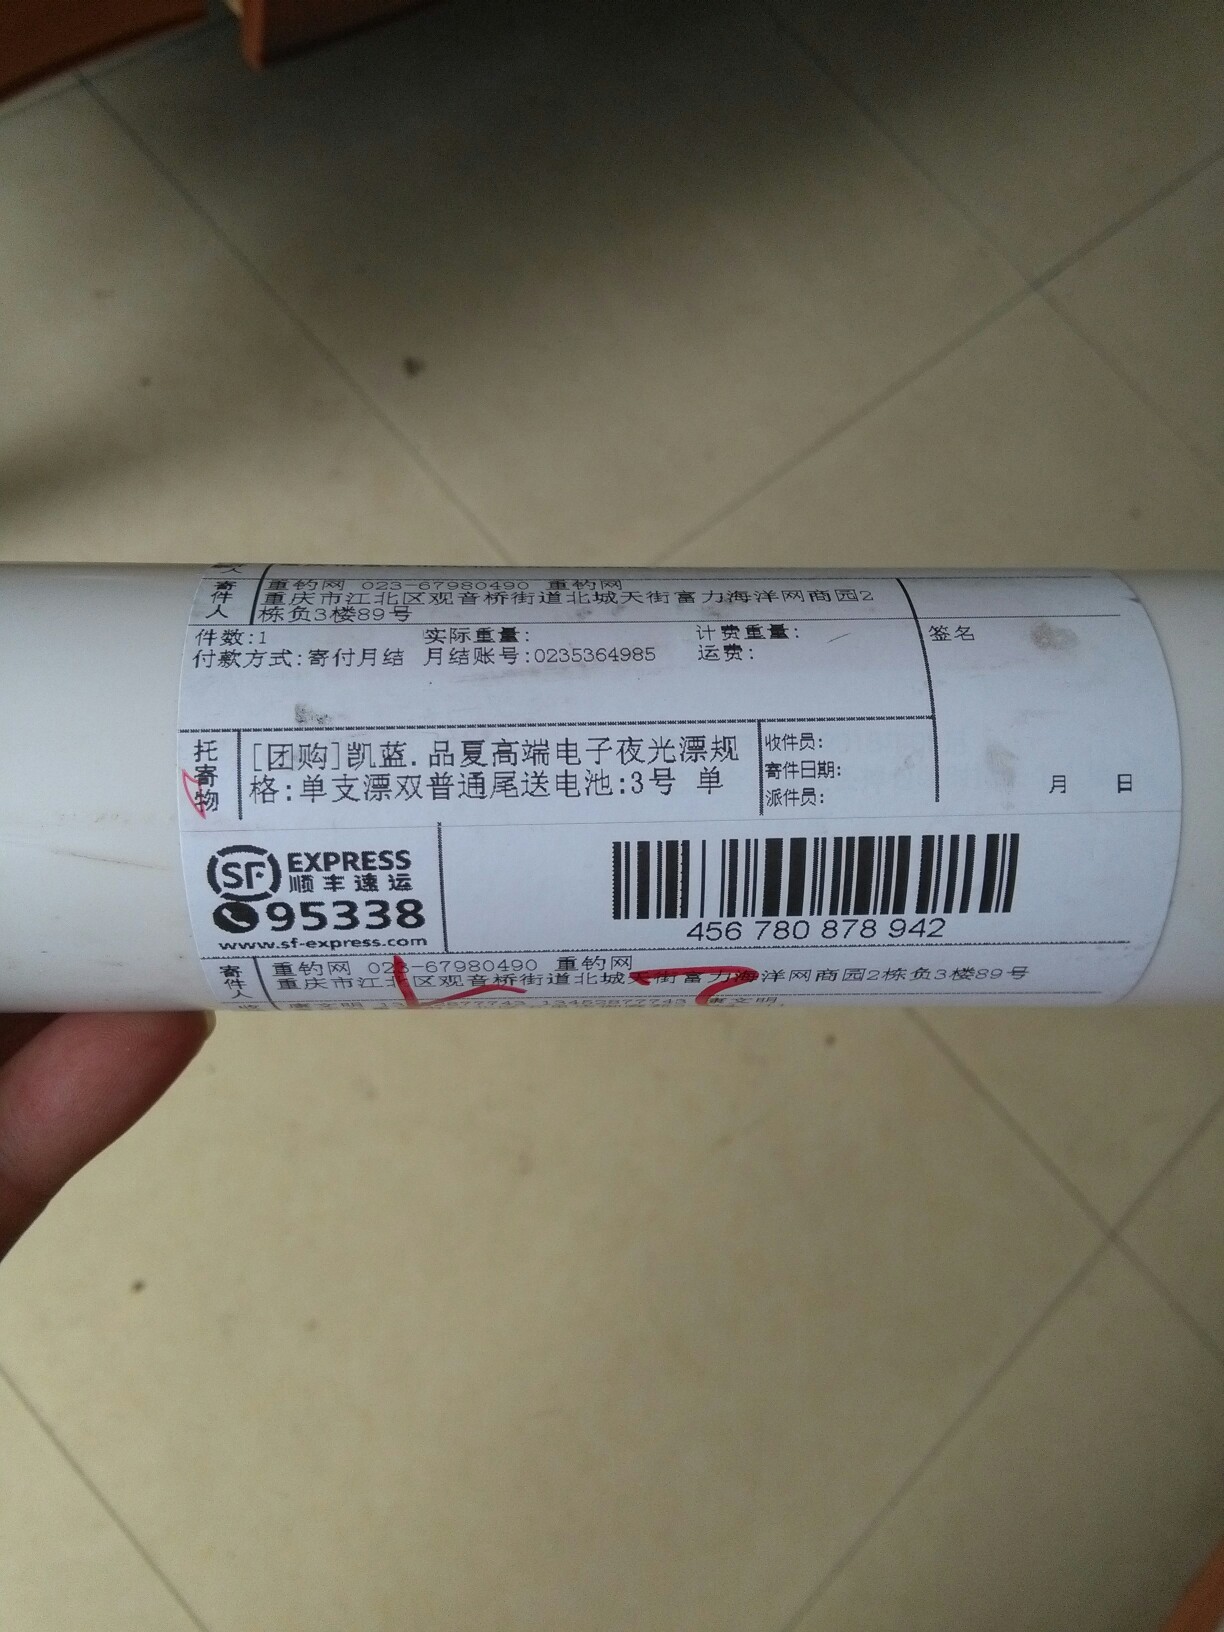 人
寄件人
重钓网 023-67980490 重钓网
重庆市江北区观音桥街道北城天街富力海洋网商园2
栋负3楼89号
件数:1 实际重量: 计费重量:
付款方式:寄付月结 月结账号:0235364985 运费:
签名
月 日
托寄物
[团购]凯蓝.品夏高端电子夜光漂规
格:单支漂双普通尾送电池:3号 单
收件员:
寄件日期:
派件员:
SF EXPRESS
顺丰速运
95338
www.sf-express.com
456 780 878 942
寄件人
重钓网 023-67980490 重钓网
重庆市江北区观音桥街道北城天街富力海洋网商园2栋负3楼89号